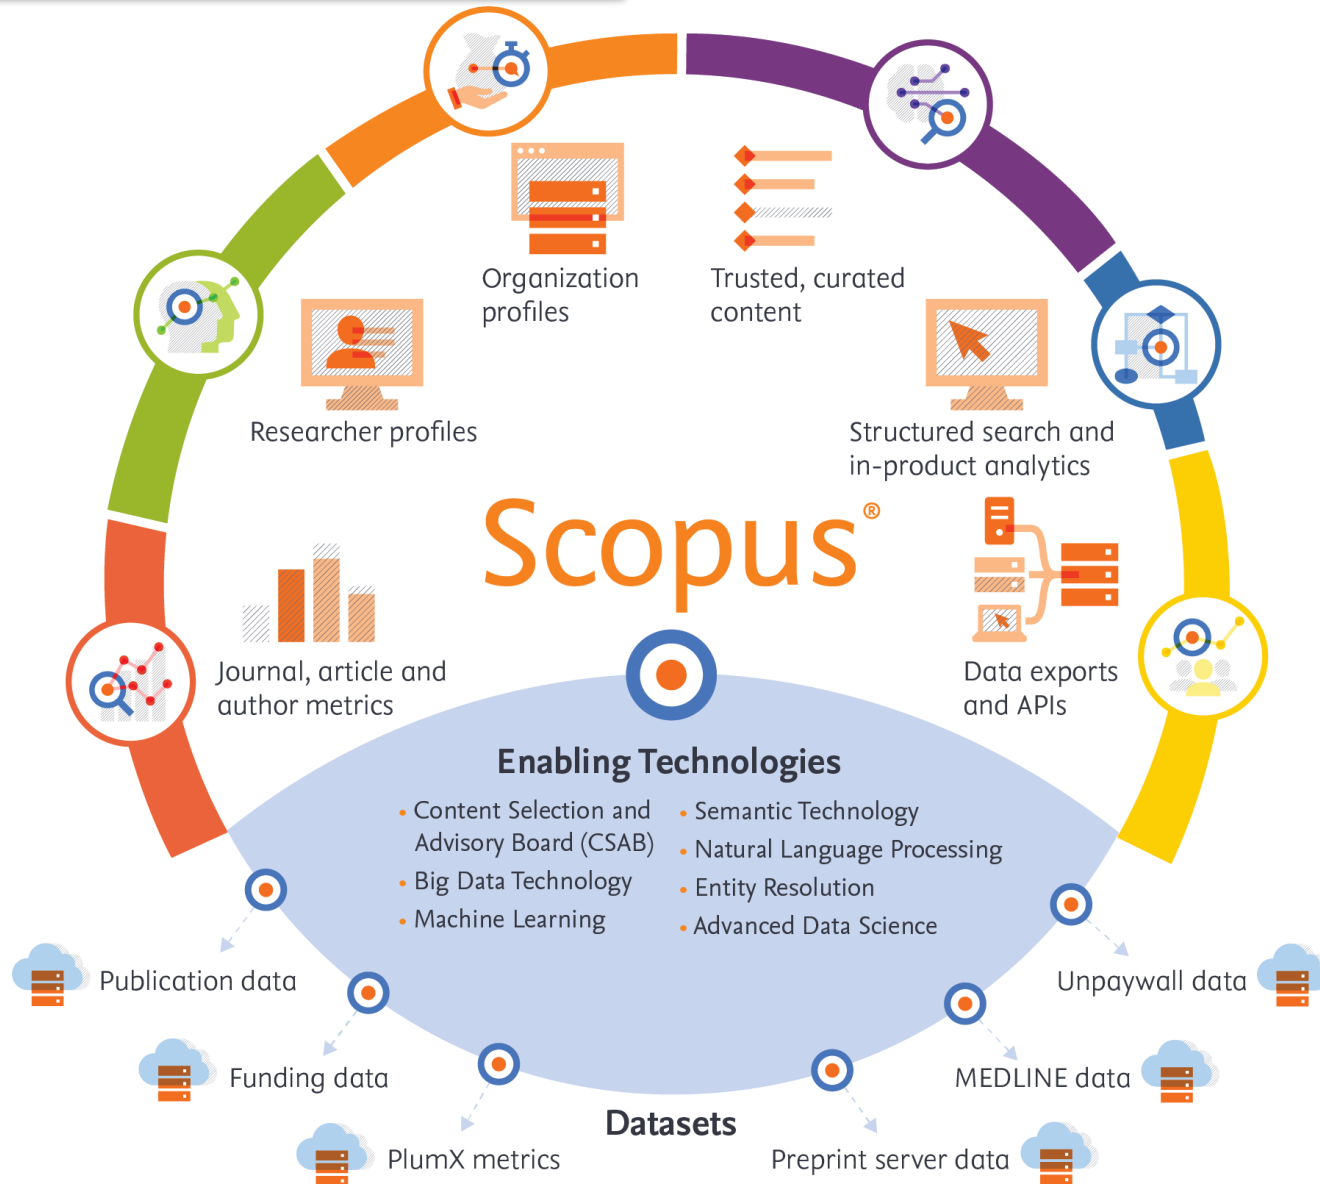 Organization
profiles
Trusted, curated
content
Researcher profiles
Structured search and
in-product analytics
Scopus®
Journal, article and
author metrics
Data exports
and APIs
Enabling Technologies
• Content Selection and
Advisory Board (CSAB)
• Big Data Technology
• Machine Learning
• Semantic Technology
• Natural Language Processing
• Entity Resolution
• Advanced Data Science
Publication data
Unpaywall data
Funding data
MEDLINE data
Datasets
PlumX metrics
Preprint server data